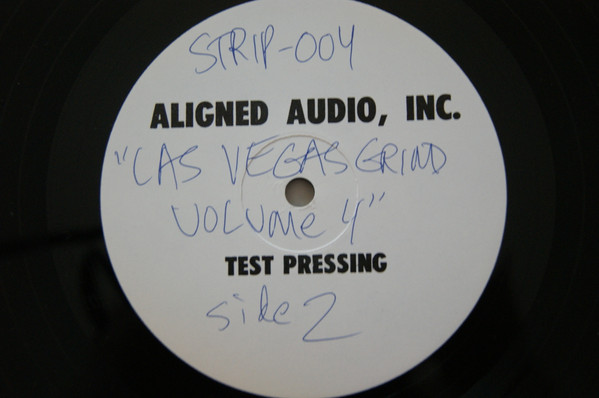 STRIP-004
ALIGNED AUDIO, INC.
"LAS VEGAS GRIND
VOLUME 4"
TEST PRESSING
side 2